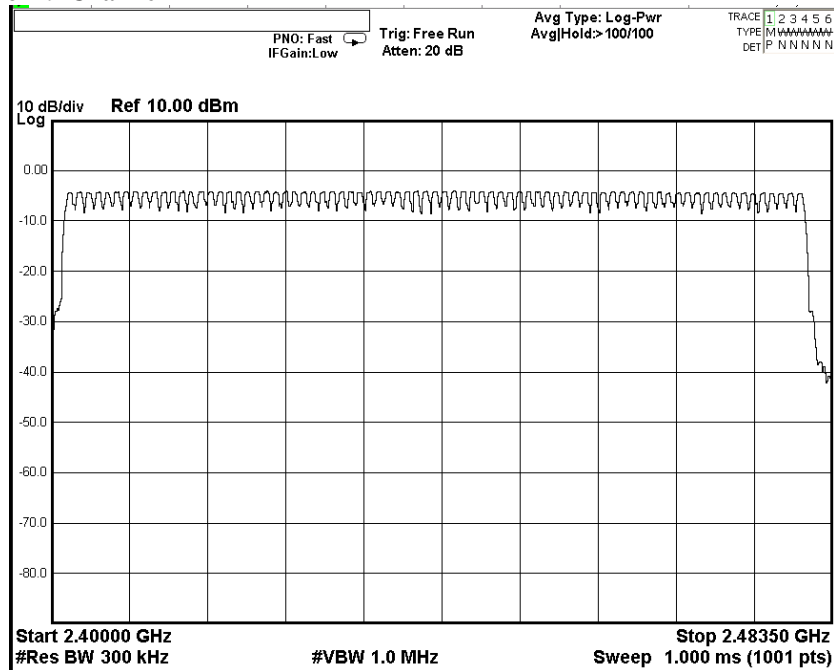 PNO: Fast Trig: Free Run Avg Type: Log-Pwr TRACE 1 2 3 4 5 6
IFGain:Low Atten: 20 dB Avg|Hold:>100/100 TYPE M
DET P N N N N N
10 dB/div Ref 10.00 dBm
Log
0.00
-10.0
-20.0
-30.0
-40.0
-50.0
-60.0
-70.0
-80.0
Start 2.40000 GHz Stop 2.48350 GHz
#Res BW 300 kHz #VBW 1.0 MHz Sweep 1.000 ms (1001 pts)